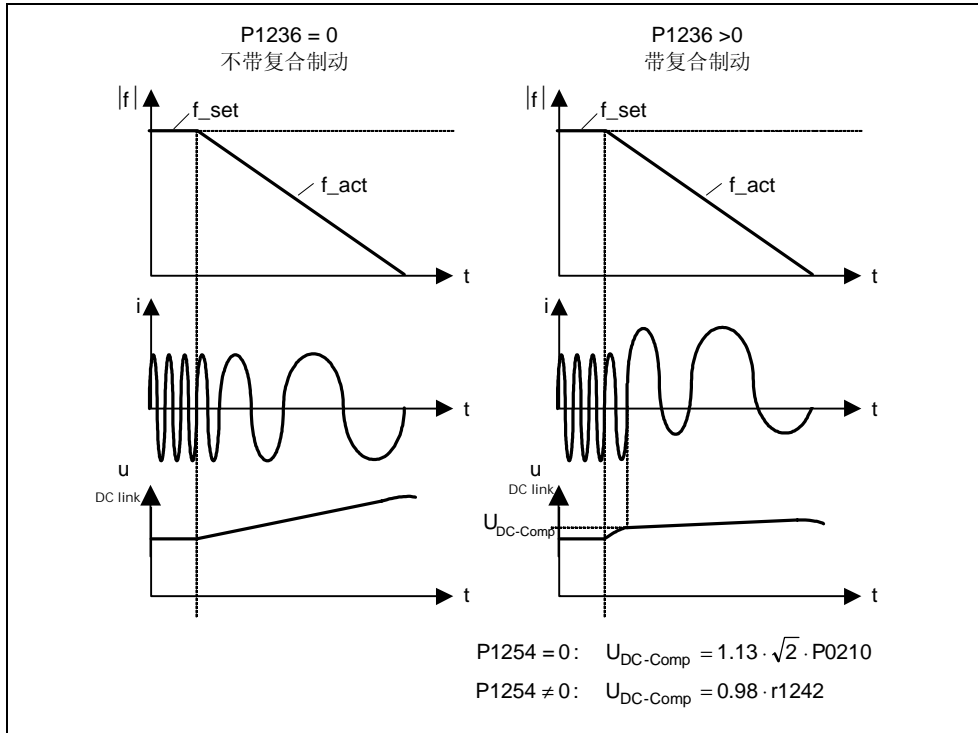 P1236 = 0
不带复合制动
|f|
f_set
f_act
t
i
t
u
DC link
t
P1236 >0
带复合制动
|f|
f_set
f_act
t
i
t
u
DC link
U_DC-Comp
t
P1254 = 0: U_DC-Comp = 1.13 · √2 · P0210
P1254 ≠ 0: U_DC-Comp = 0.98 · r1242